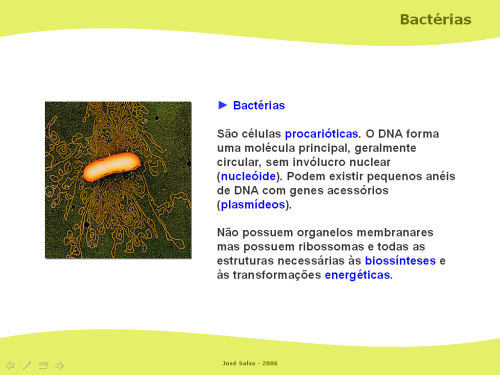 Bactérias
► Bactérias
São células procarióticas. O DNA forma
uma molécula principal, geralmente
circular, sem invólucro nuclear
(nucleóide). Podem existir pequenos anéis
de DNA com genes acessórios
(plasmídeos).
Não possuem organelos membranares
mas possuem ribossomas e todas as
estruturas necessárias às biossínteses e
às transformações energéticas.
José Salsa - 2006